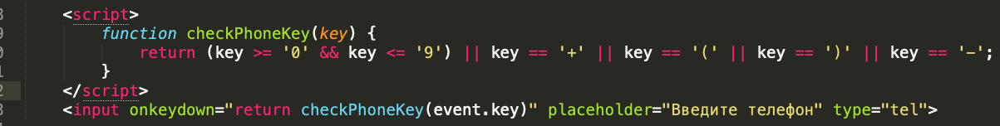 <script>
function checkPhoneKey(key) {
return (key >= '0' && key <= '9') || key == '+' || key == '(' || key == ')' || key == '-';
}
</script>
<input onkeydown="return checkPhoneKey(event.key)" placeholder="Введите телефон" type="tel">